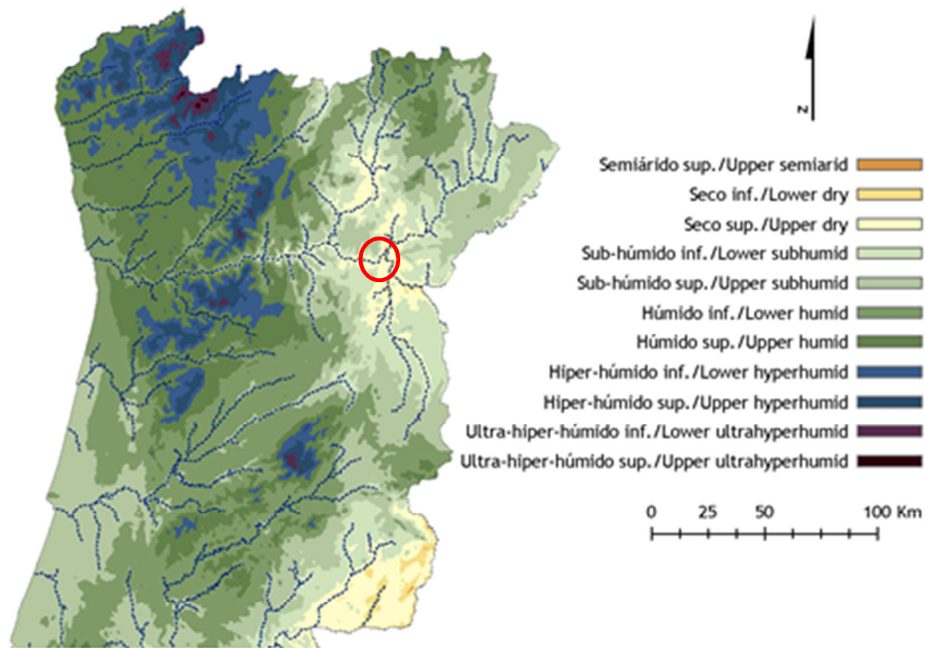 N
Semiárido sup./Upper semiarid
Seco inf./Lower dry
Seco sup./Upper dry
Sub-húmido inf./Lower subhumid
Sub-húmido sup./Upper subhumid
Húmido inf./Lower humid
Húmido sup./Upper humid
Hiper-húmido inf./Lower hyperhumid
Hiper-húmido sup./Upper hyperhumid
Ultra-hiper-húmido inf./Lower ultrahyperhumid
Ultra-hiper-húmido sup./Upper ultrahyperhumid
0 25 50 100 Km